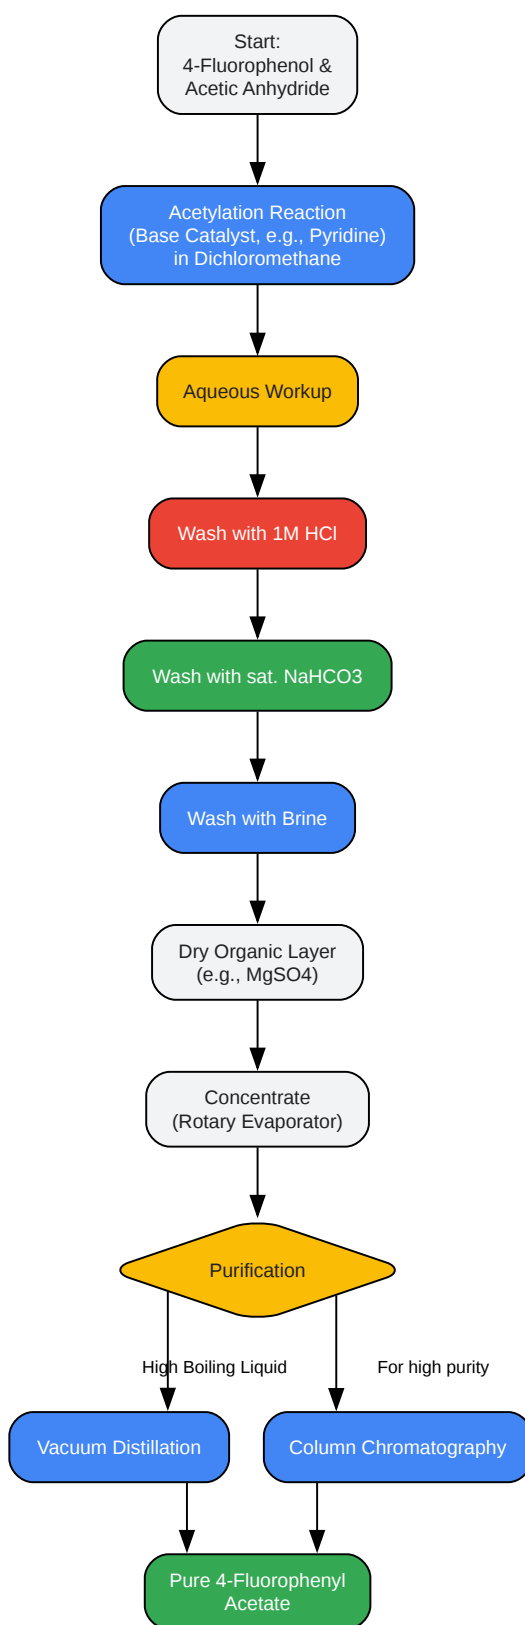 Start:
4-Fluorophenol &
Acetic Anhydride
Acetylation Reaction
(Base Catalyst, e.g., Pyridine)
in Dichloromethane
Aqueous Workup
Wash with 1M HCl
Wash with sat. NaHCO3
Wash with Brine
Dry Organic Layer
(e.g., MgSO4)
Concentrate
(Rotary Evaporator)
Purification
High Boiling Liquid
For high purity
Vacuum Distillation
Column Chromatography
Pure 4-Fluorophenyl
Acetate